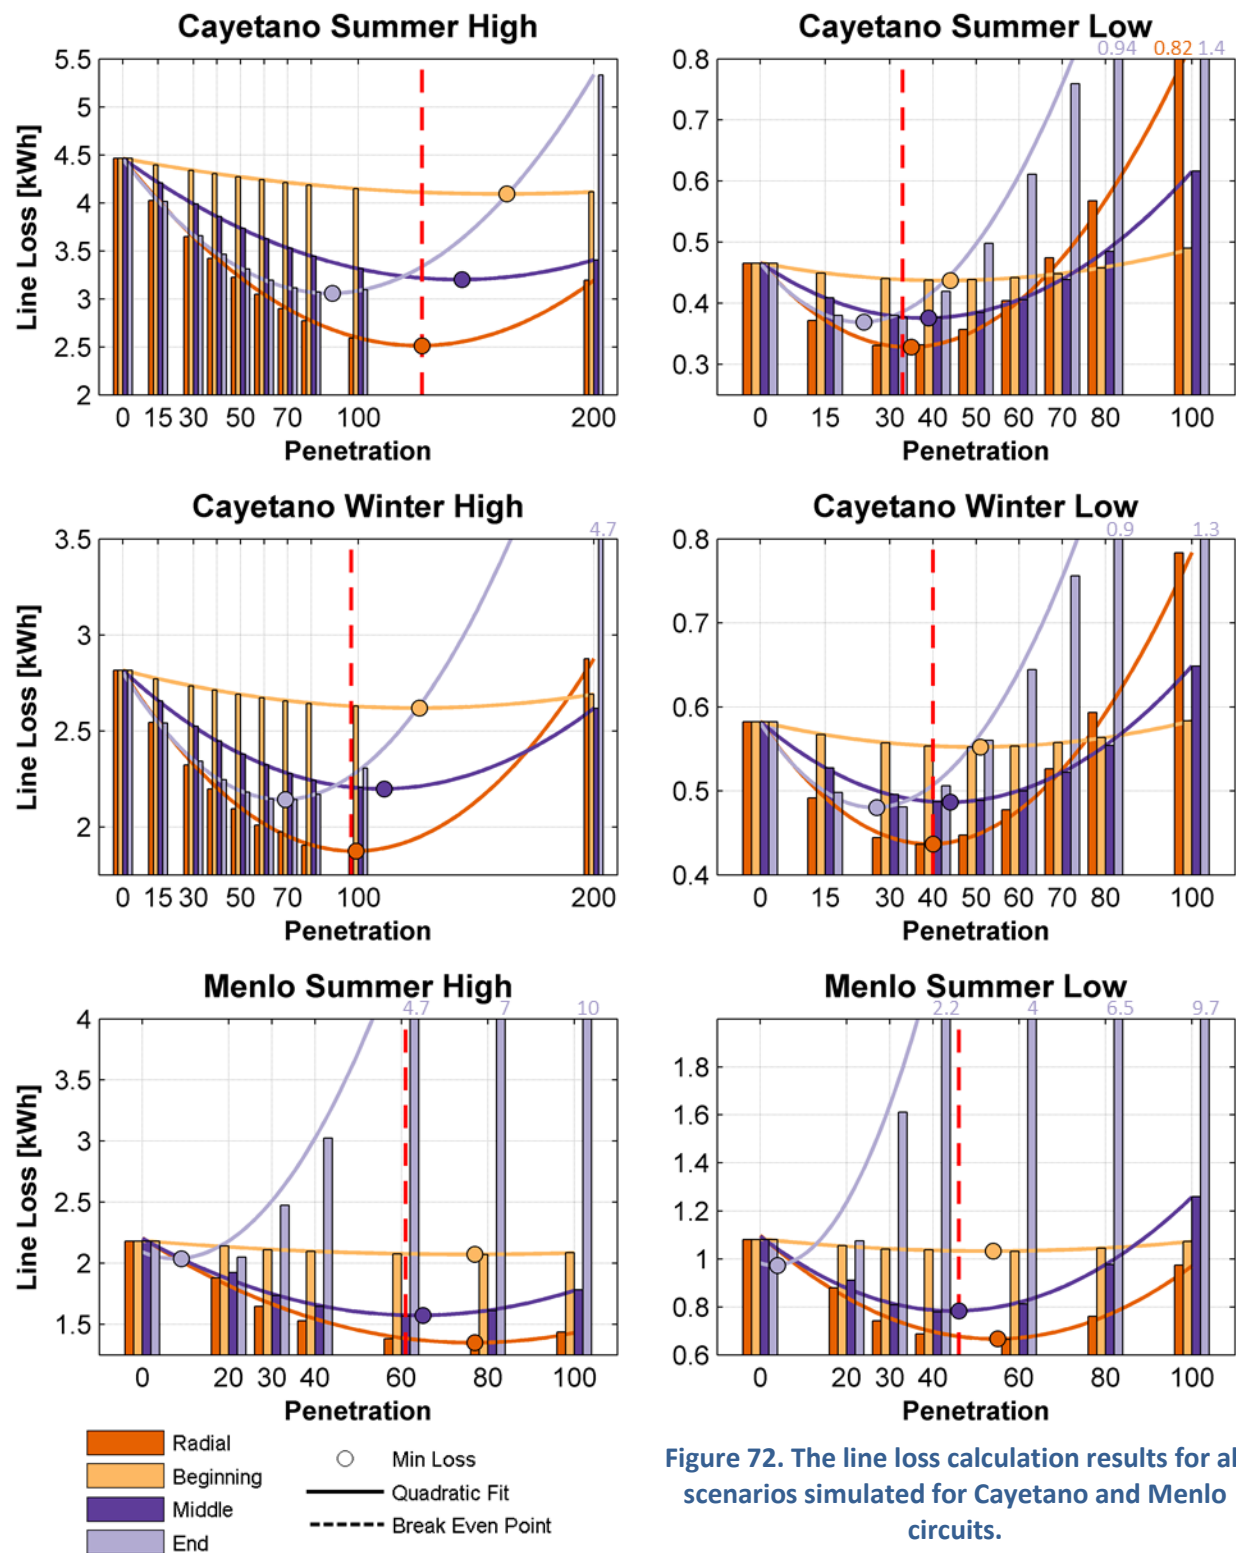 Cayetano Summer High
Line Loss [kWh]
5.5
5
4.5
4
3.5
3
2.5
2
0 15 30 50 70 100 200
Penetration
Cayetano Summer Low
0.94 0.82 1.4
0.8
0.7
0.6
0.5
0.4
0.3
0 15 30 40 50 60 70 80 100
Penetration
Cayetano Winter High
4.7
Line Loss [kWh]
3.5
3
2.5
2
0 15 30 50 70 100 200
Penetration
Cayetano Winter Low
0.9 1.3
0.8
0.7
0.6
0.5
0.4
0 15 30 40 50 60 70 80 100
Penetration
Menlo Summer High
4.7 7 10
Line Loss [kWh]
4
3.5
3
2.5
2
1.5
0 20 30 40 60 80 100
Penetration
Menlo Summer Low
2.2 4 6.5 9.7
1.8
1.6
1.4
1.2
1
0.8
0.6
0 20 30 40 60 80 100
Penetration
Radial
Beginning
Middle
End
Min Loss
Quadratic Fit
Break Even Point
Figure 72. The line loss calculation results for al
scenarios simulated for Cayetano and Menlo
circuits.